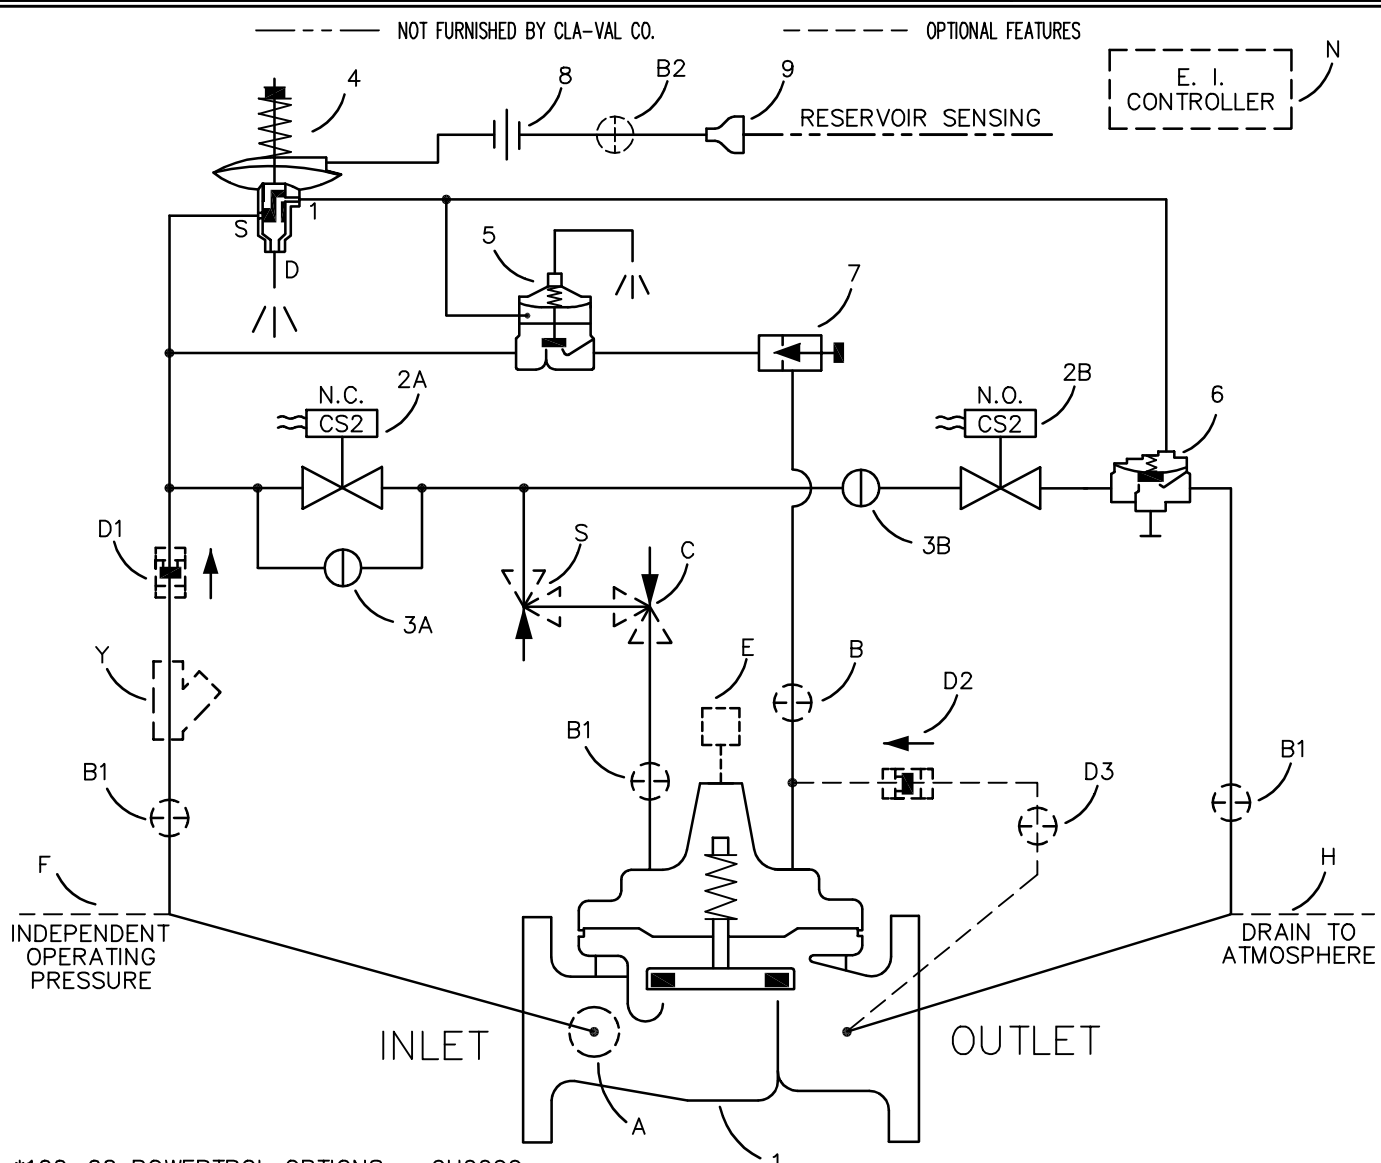 NOT FURNISHED BY CLA-VAL CO.
OPTIONAL FEATURES
N
E. I.
CONTROLLER
4
8
B2
9
RESERVOIR SENSING
S
1
D
5
7
N.C.
CS2
2A
N.O.
CS2
2B
6
D1
3A
S
C
3B
Y
E
B
D2
B1
B1
D3
B1
F
H
INDEPENDENT
OPERATING
PRESSURE
DRAIN TO
ATMOSPHERE
INLET
OUTLET
A
1